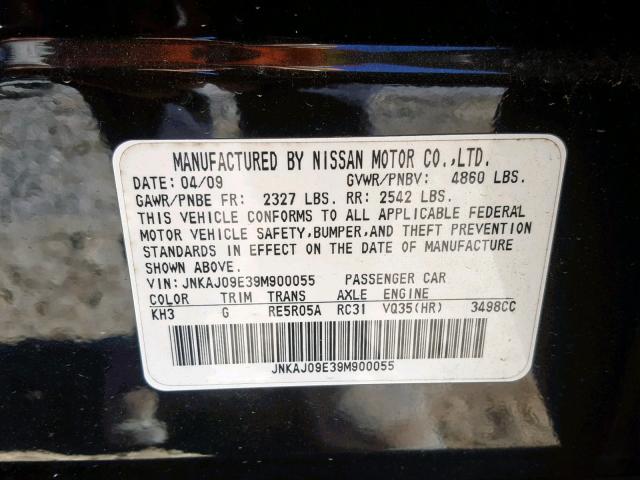 MANUFACTURED BY NISSAN MOTOR CO.,LTD.
DATE: 04/09 GVWR/PNBV: 4860 LBS.
GAWR/PNBE FR: 2327 LBS. RR: 2542 LBS.
THIS VEHICLE CONFORMS TO ALL APPLICABLE FEDERAL
MOTOR VEHICLE SAFETY, BUMPER,AND THEFT PREVENTION
STANDARDS IN EFFECT ON THE DATE OF MANUFACTURE
SHOWN ABOVE.
VIN: JNKAJ09E39M900055 PASSENGER CAR
COLOR TRIM TRANS AXLE ENGINE
KH3 G RE5R05A RC31 VQ35(HR) 3498CC
JNKAJ09E39M900055